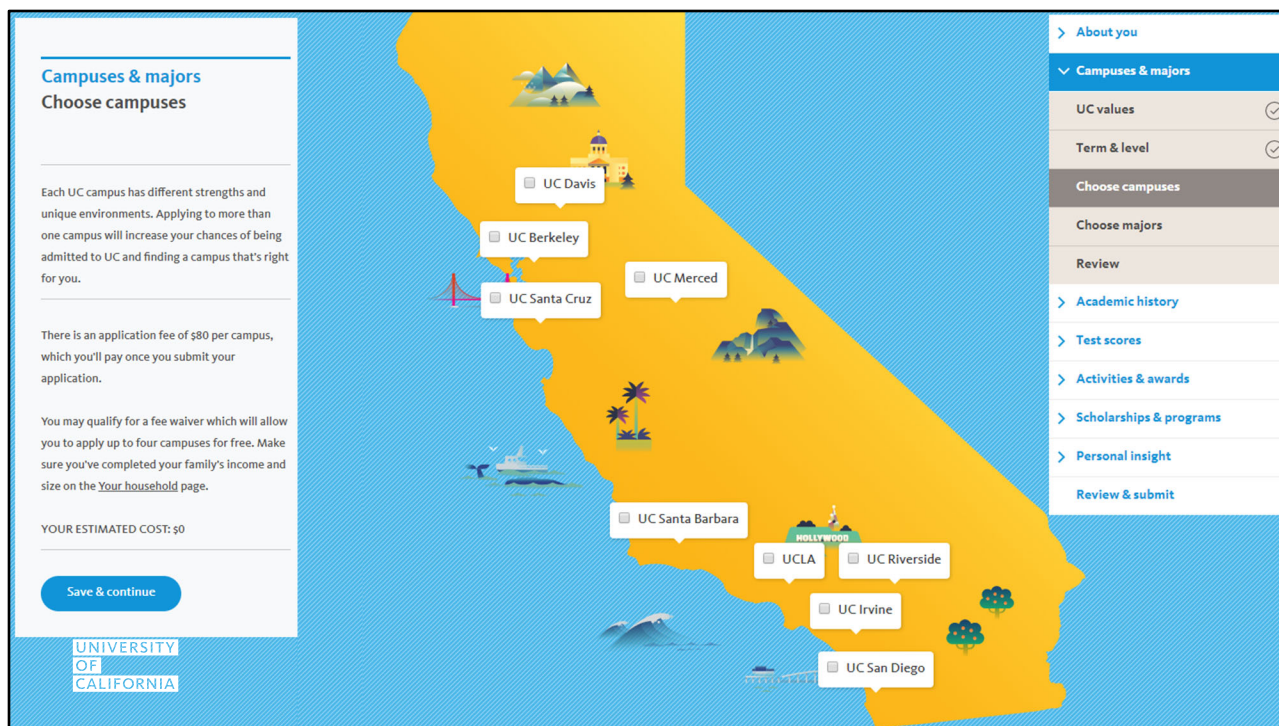 Campuses & majors
Choose campuses
Each UC campus has different strengths and
unique environments. Applying to more than
one campus will increase your chances of being
admitted to UC and finding a campus that's right
for you.
There is an application fee of $80 per campus,
which you'll pay once you submit your
application.
You may qualify for a fee waiver which will allow
you to apply up to four campuses for free. Make
sure you've completed your family's income and
size on the Your household page.
YOUR ESTIMATED COST: $0
Save & continue
UNIVERSITY
OF
CALIFORNIA
UC Davis
UC Berkeley
UC Merced
UC Santa Cruz
UC Santa Barbara
HOLLYWOOD
UCLA
UC Riverside
UC Irvine
UC San Diego
About you
Campuses & majors
UC values
Term & level
Choose campuses
Choose majors
Review
Academic history
Test scores
Activities & awards
Scholarships & programs
Personal insight
Review & submit